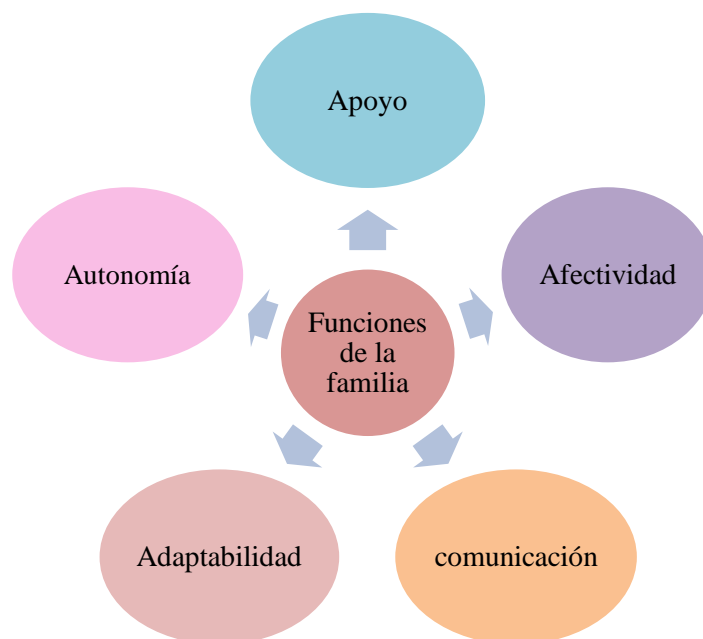 Apoyo
Autonomía
Afectividad
Funciones
de la
familia
Adaptabilidad
comunicación